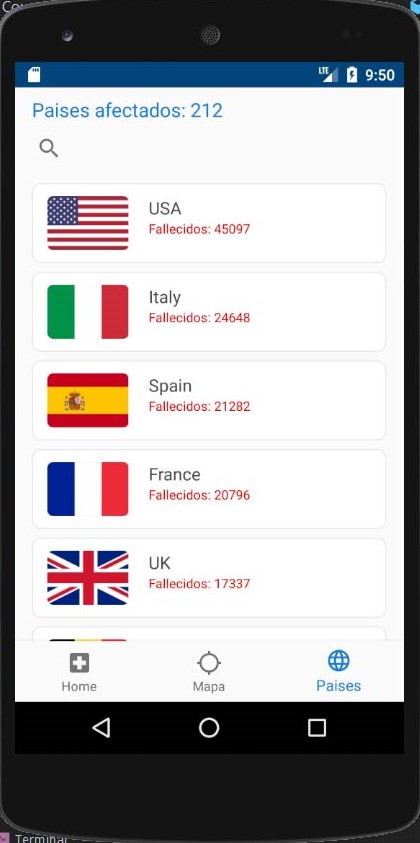 LTE
9:50
Paises afectados: 212
USA
Fallecidos: 45097
Italy
Fallecidos: 24648
Spain
Fallecidos: 21282
France
Fallecidos: 20796
UK
Fallecidos: 17337
Home
Mapa
Paises
Terminal